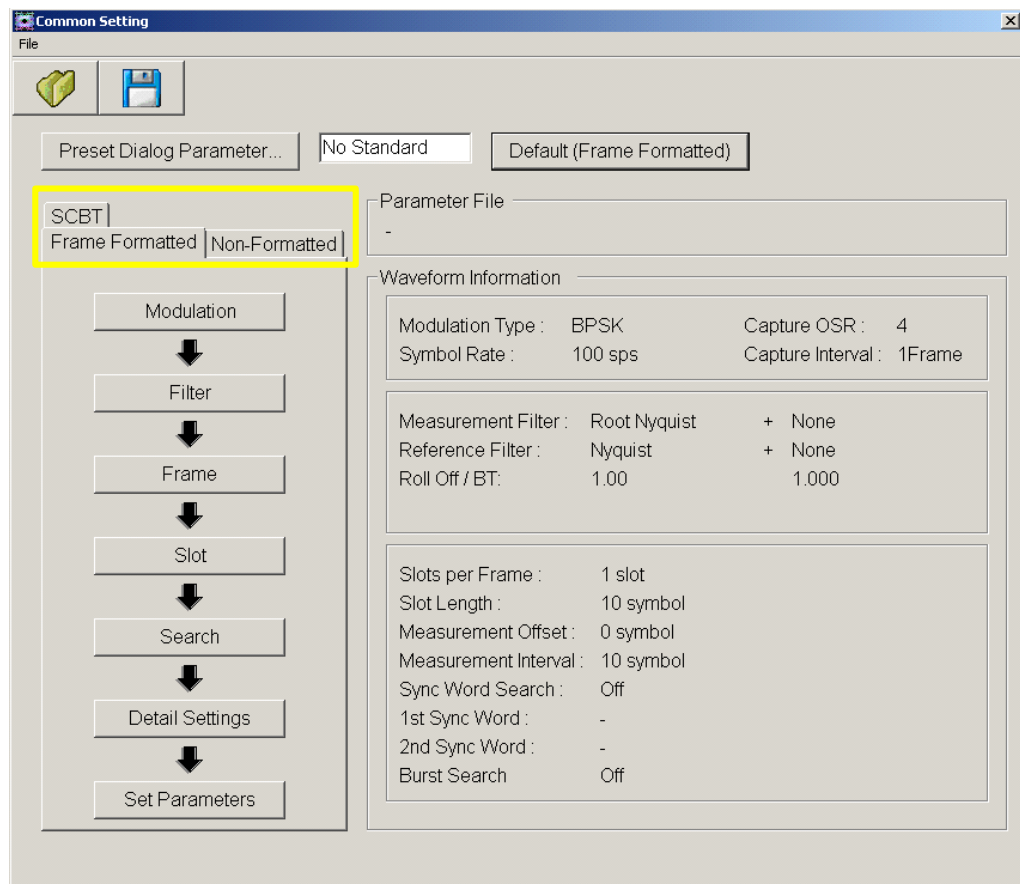 Common Setting
File
Preset Dialog Parameter...
No Standard
Default (Frame Formatted)
SCBT
Frame Formatted
Non-Formatted
Modulation
Filter
Frame
Slot
Search
Detail Settings
Set Parameters
Parameter File
-
Waveform Information
Modulation Type : BPSK Capture OSR : 4
Symbol Rate : 100 sps Capture Interval : 1Frame
Measurement Filter : Root Nyquist + None
Reference Filter : Nyquist + None
Roll Off / BT: 1.00 1.000
Slots per Frame : 1 slot
Slot Length : 10 symbol
Measurement Offset : 0 symbol
Measurement Interval : 10 symbol
Sync Word Search : Off
1st Sync Word : -
2nd Sync Word : -
Burst Search Off